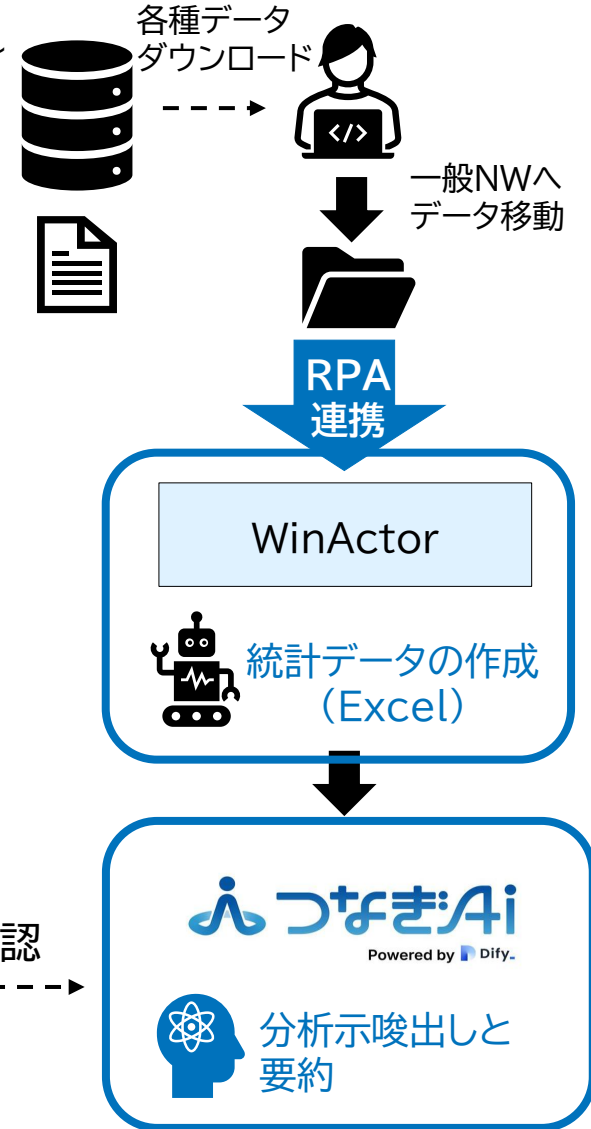 各種データ
ダウンロード
</>
一般NWへ
データ移動
RPA
連携
WinActor
統計データの作成
(Excel)
つなぎAi
Powered by Dify_
認
分析示唆出しと
要約